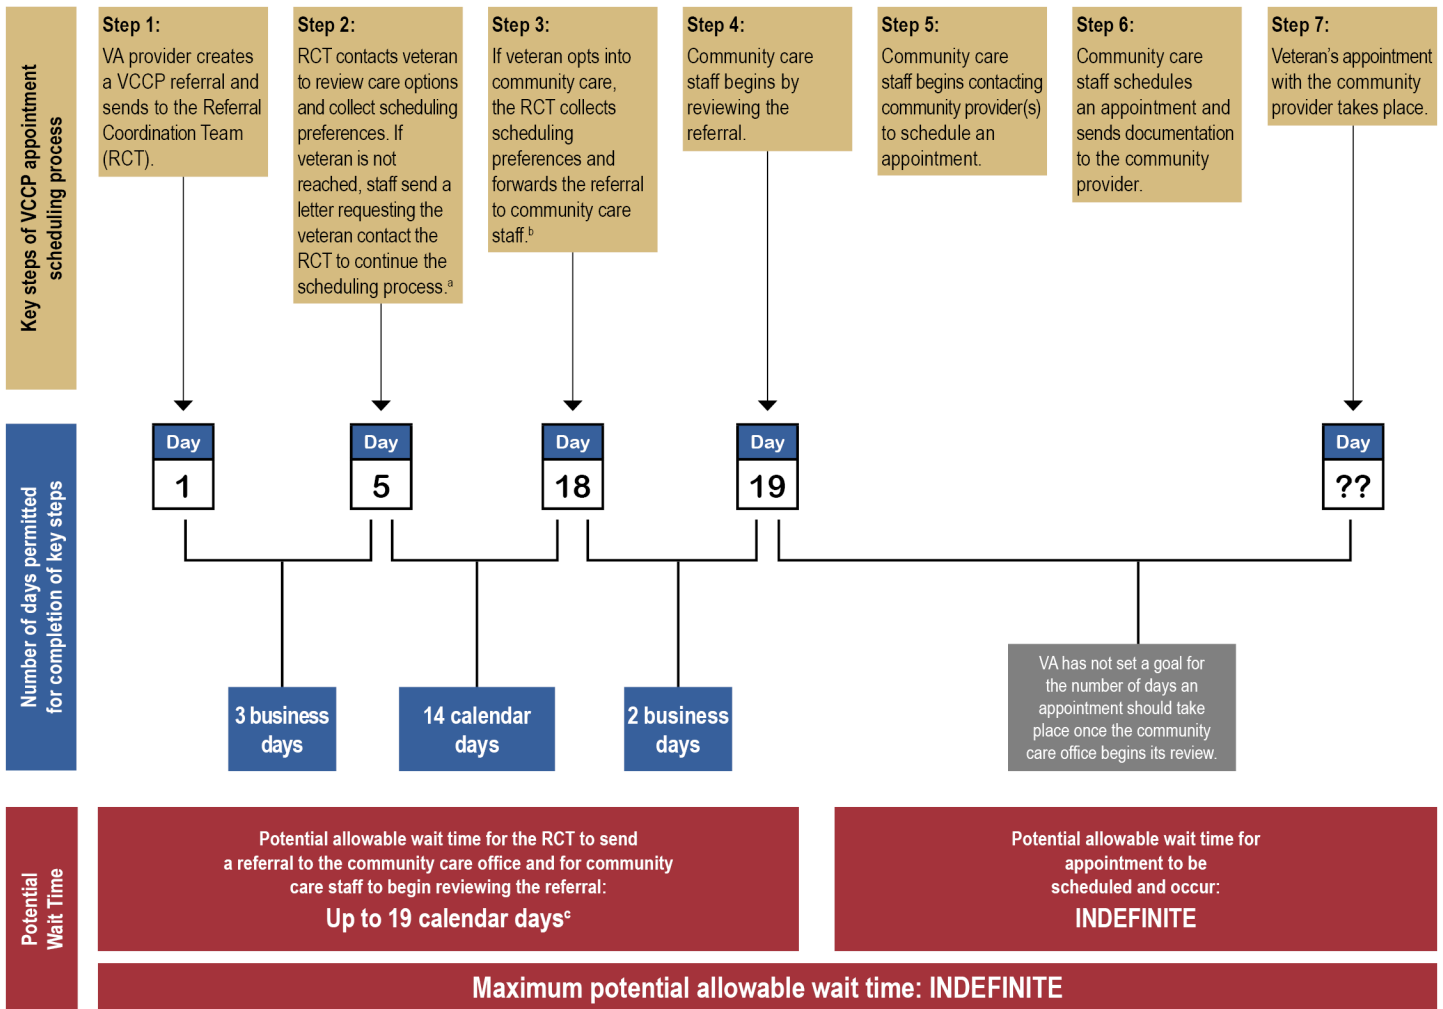 Key steps of VCCP appointment
scheduling process
Step 1:
VA provider creates
a VCCP referral and
sends to the Referral
Coordination Team
(RCT).
Step 2:
RCT contacts veteran
to review care options
and collect scheduling
preferences. If
veteran is not
reached, staff send a
letter requesting the
veteran contact the
RCT to continue the
scheduling process.ᵃ
Step 3:
If veteran opts into
community care,
the RCT collects
scheduling
preferences and
forwards the referral
to community care
staff.ᵇ
Step 4:
Community care
staff begins by
reviewing the
referral.
Step 5:
Community care
staff begins contacting
community provider(s)
to schedule an
appointment.
Step 6:
Community care
staff schedules
an appointment and
sends documentation
to the community
provider.
Step 7:
Veteran’s appointment
with the community
provider takes place.
Number of days permitted
for completion of key steps
Day
1
Day
5
Day
18
Day
19
Day
??
3 business
days
14 calendar
days
2 business
days
VA has not set a goal for
the number of days an
appointment should take
place once the community
care office begins its review.
Potential
Wait Time
Potential allowable wait time for the RCT to send
a referral to the community care office and for community
care staff to begin reviewing the referral:
Up to 19 calendar daysᶜ
Potential allowable wait time for
appointment to be
scheduled and occur:
INDEFINITE
Maximum potential allowable wait time: INDEFINITE